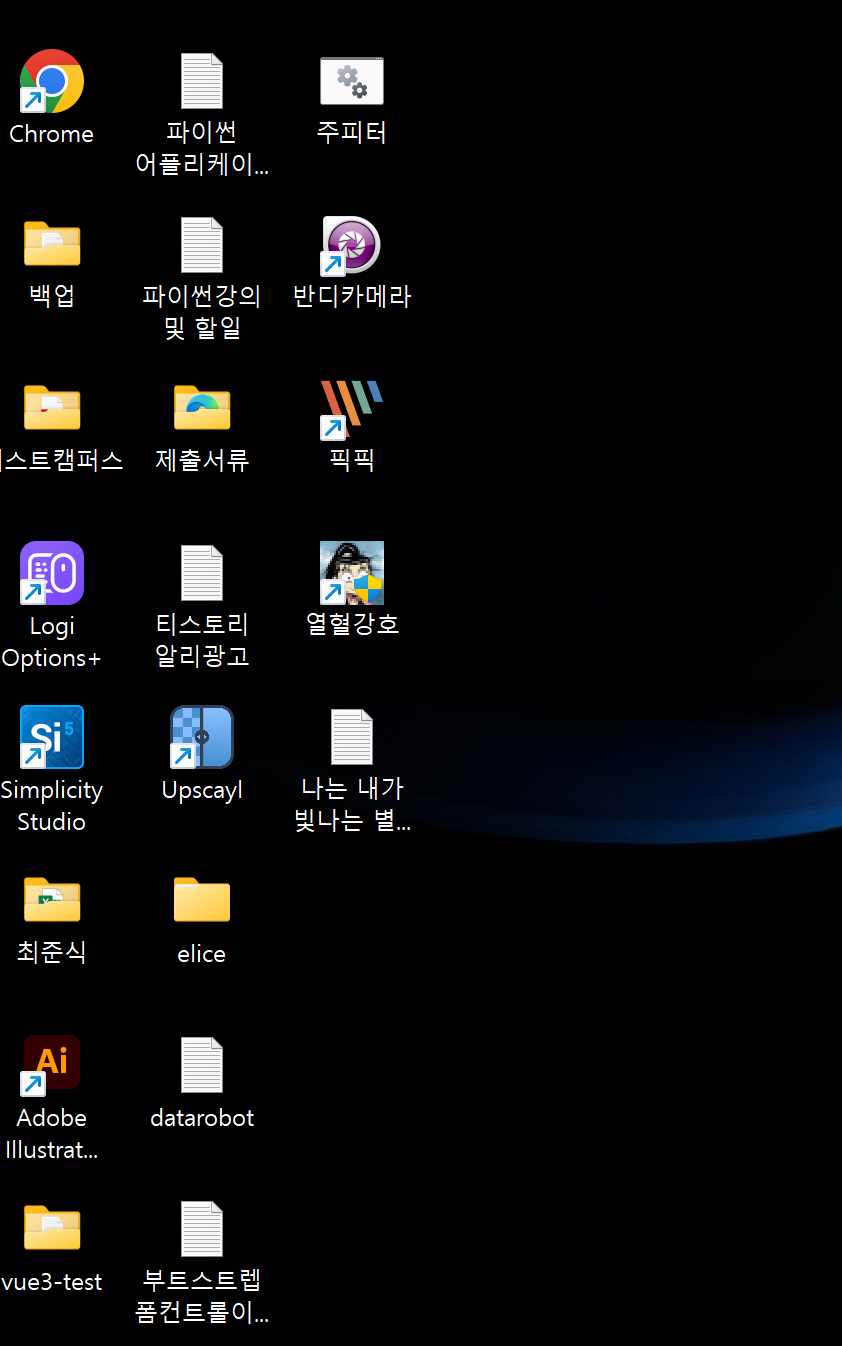 Chrome
파이썬
어플리케이...
주피터
백업
파이썬강의
및 할일
반디카메라
스트캠퍼스
제출서류
픽픽
Logi
Options+
티스토리
알리광고
열혈강호
Si 5
Simplicity
Studio
Upscayl
나는 내가
빛나는 별...
최준식
elice
Ai
Adobe
Illustrat...
datarobot
vue3-test
부트스트렙
폼컨트롤이...